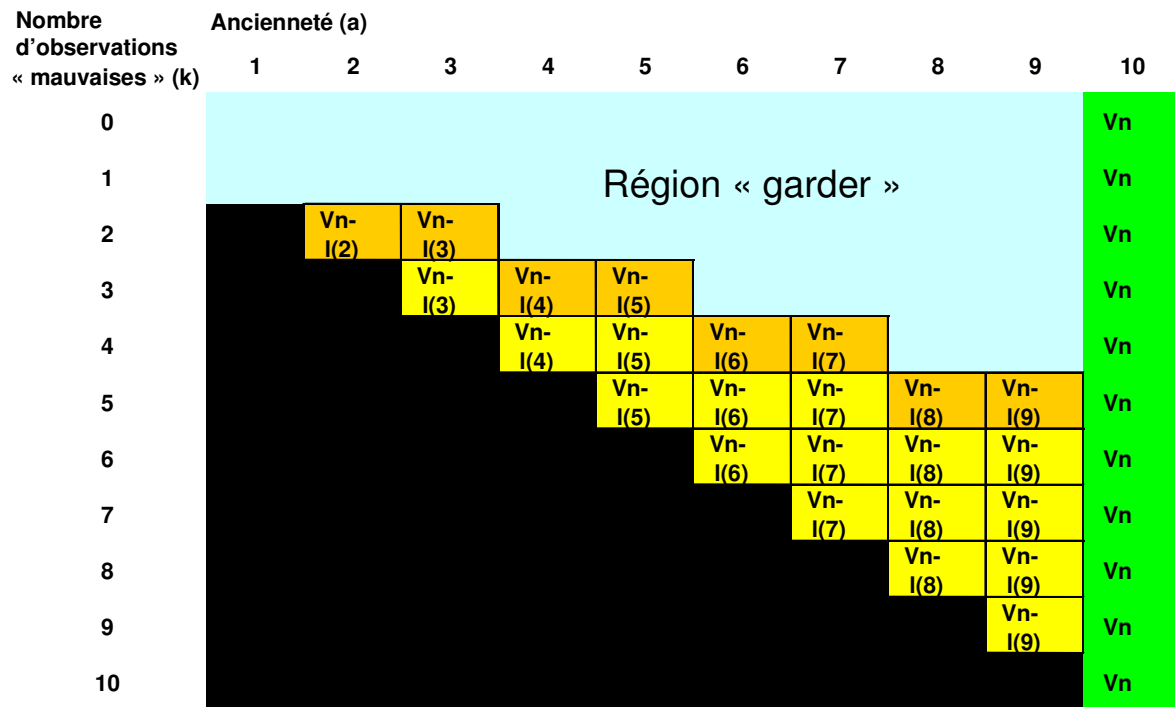 Nombre
d’observations
« mauvaises » (k)
Ancienneté (a)
1 2 3 4 5 6 7 8 9 10
0 Vn
1 Région « garder » Vn
2 Vn- Vn- Vn
I(2) I(3)
3 Vn- Vn- Vn- Vn
I(3) I(4) I(5)
4 Vn- Vn- Vn- Vn- Vn
I(4) I(5) I(6) I(7)
5 Vn- Vn- Vn- Vn- Vn- Vn
I(5) I(6) I(7) I(8) I(9)
6 Vn- Vn- Vn- Vn- Vn
I(6) I(7) I(8) I(9)
7 Vn- Vn- Vn- Vn
I(7) I(8) I(9)
8 Vn- Vn- Vn
I(8) I(9)
9 Vn- Vn
I(9)
10 Vn